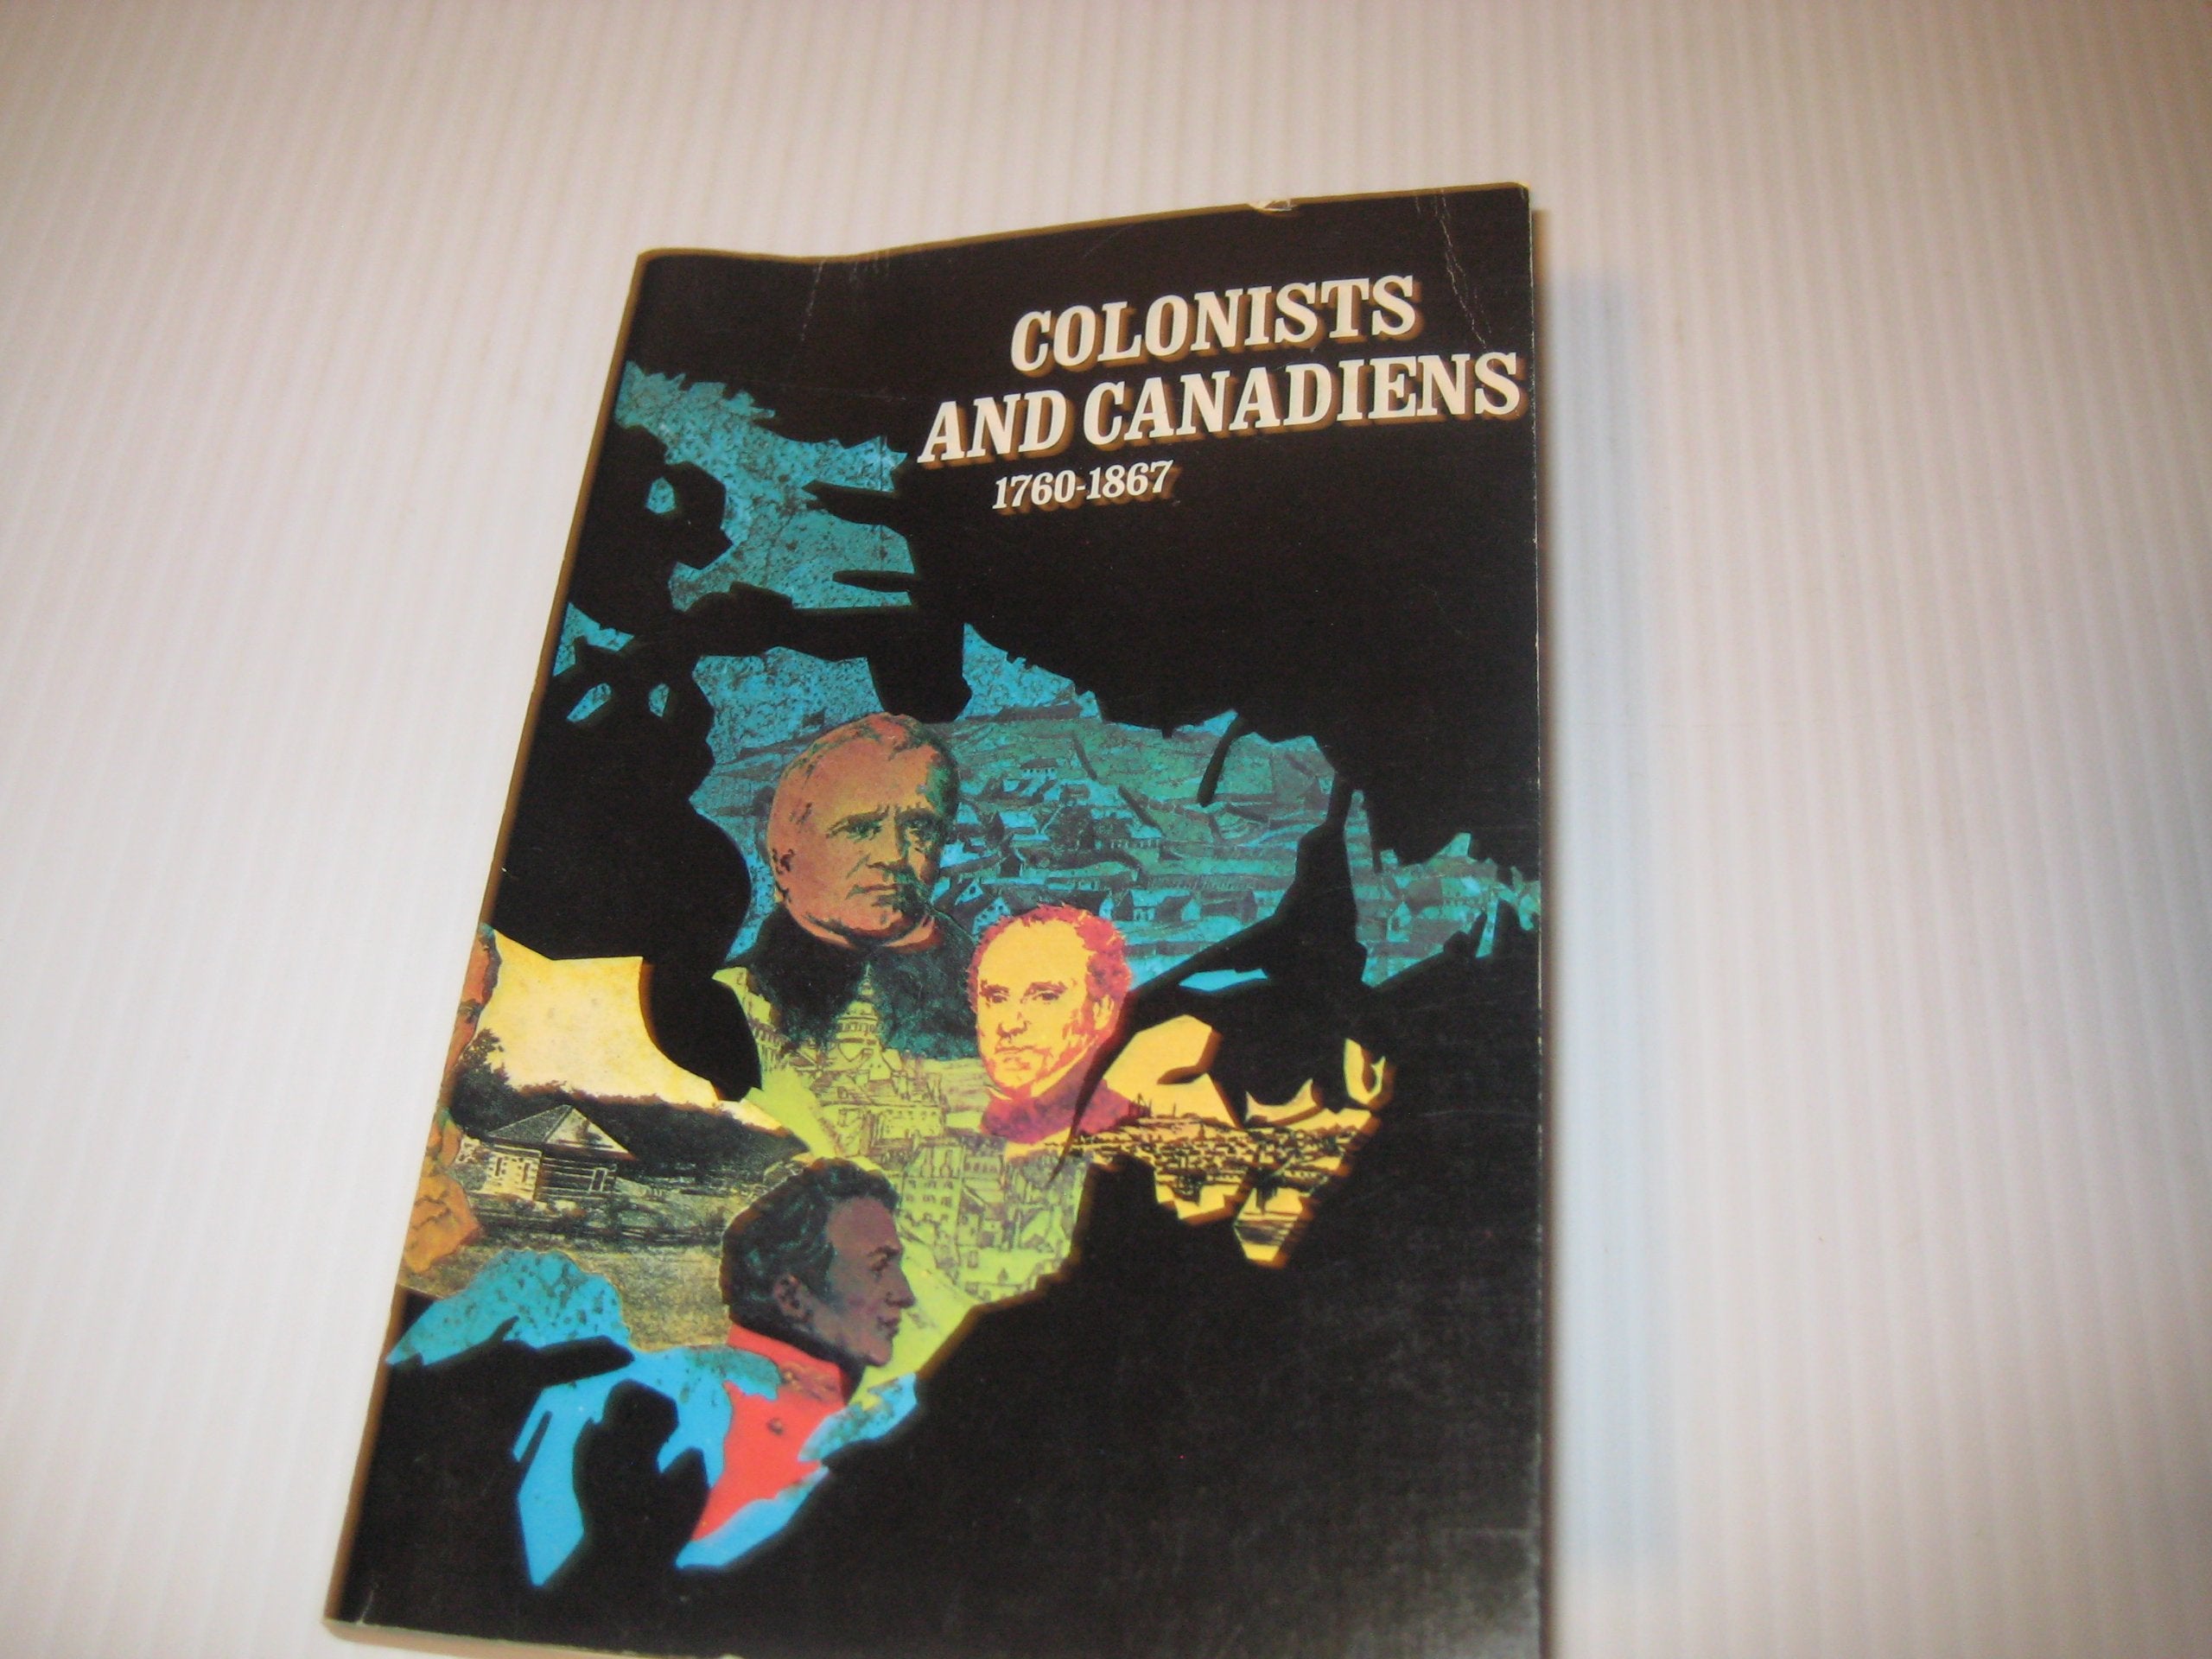 COLONISTS
AND CANADIENS
1760-1867